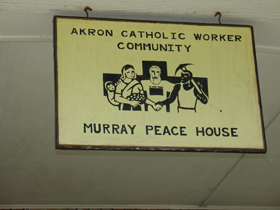 AKRON CATHOLIC WORKER
COMMUNITY
MURRAY PEACE HOUSE